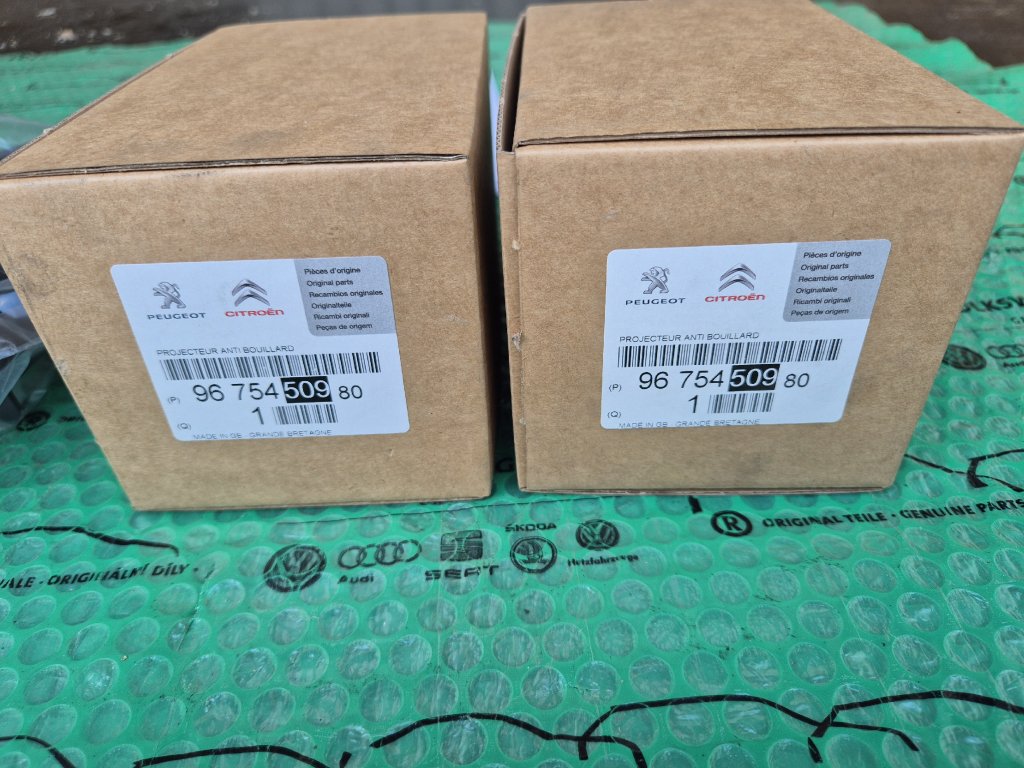 PEUGEOT
CITROËN
Pièces d'origine
Original parts
Recambios originales
Originalteile
Ricambi originali
Peças de origem
PROJECTEUR ANTI BOUILLARD
(P) 96 754 509 80
(Q) 1
MADE IN GB - GRANDE BRETAGNE
PEUGEOT
CITROËN
Pièces d'origine
Original parts
Recambios originales
Originalteile
Ricambi originali
Peças de origem
PROJECTEUR ANTI BOUILLARD
(P) 96 754 509 80
(Q) 1
MADE IN GB - GRANDE BRETAGNE
® ORIGINAL TEILE · GENUINE PARTS
ORIGINÁLNÍ DÍLY ·
Audi
SEAT
ŠKODA
Nutzfahrzeuge